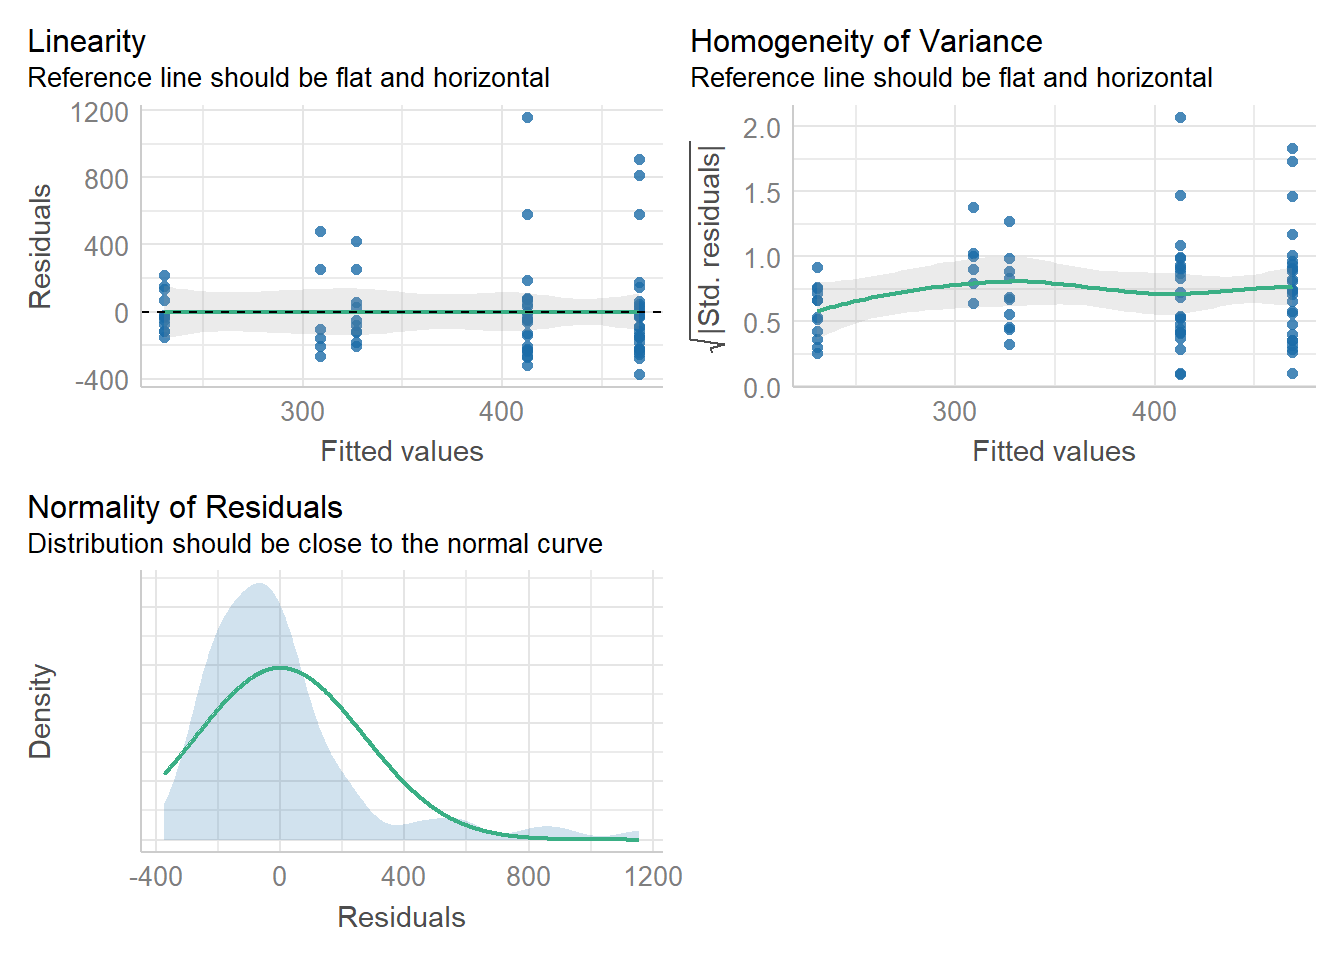 Linearity
Reference line should be flat and horizontal
1200
800
400
0
-400
Residuals
300
400
Fitted values
Homogeneity of Variance
Reference line should be flat and horizontal
2.0
1.5
1.0
0.5
0.0
√|Std. residuals|
300
400
Fitted values
Normality of Residuals
Distribution should be close to the normal curve
Density
-400
0
400
800
1200
Residuals